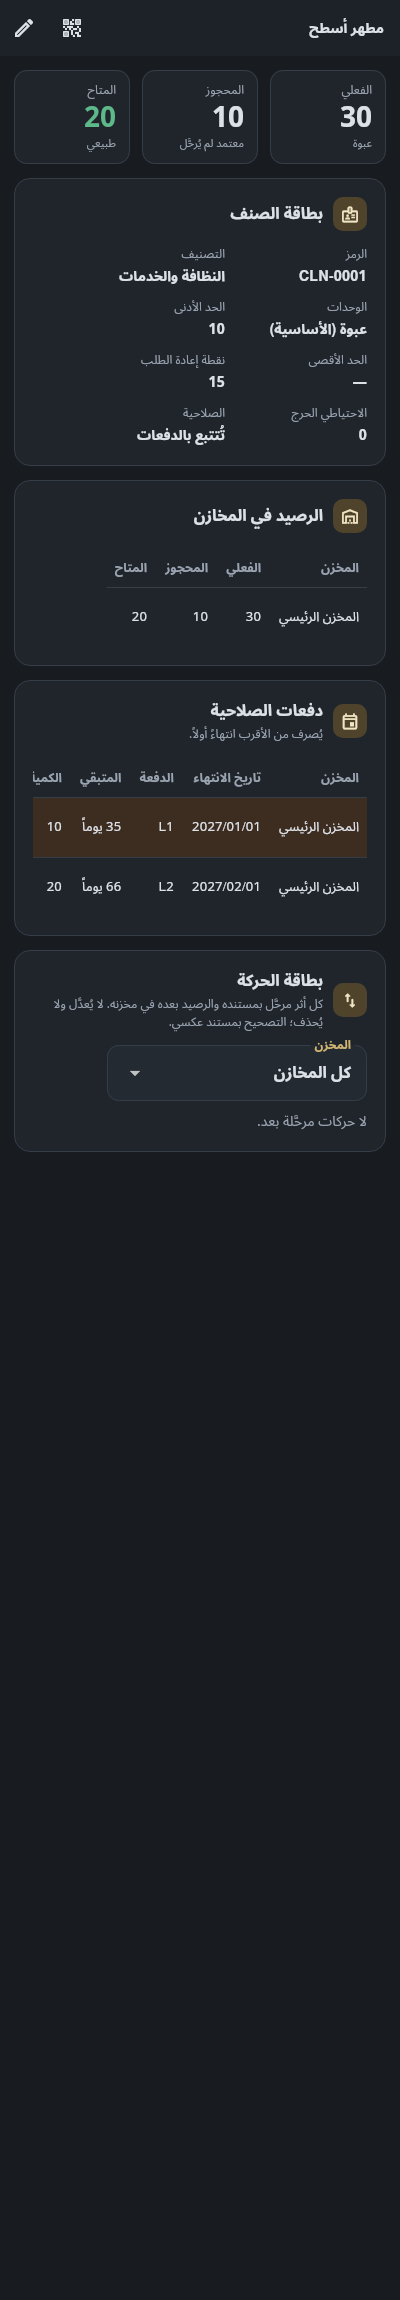 مطهر أسطح
الفعلي
30
عبوة
المحجوز
10
معتمد لم يُرحَّل
المتاح
20
طبيعي
بطاقة الصنف
الرمز
CLN-0001
التصنيف
النظافة والخدمات
الوحدات
عبوة (الأساسية)
الحد الأدنى
10
الحد الأقصى
—
نقطة إعادة الطلب
15
الاحتياطي الحرج
0
الصلاحية
تُتتبع بالدفعات
الرصيد في المخازن
المخزن الفعلي المحجوز المتاح
المخزن الرئيسي 30 10 20
دفعات الصلاحية
يُصرف من الأقرب انتهاءً أولاً.
المخزن تاريخ الانتهاء الدفعة المتبقي
المخزن الرئيسي 2027/01/01 L1 35 يوماً 10
المخزن الرئيسي 2027/02/01 L2 66 يوماً 20
بطاقة الحركة
كل أثر مرحَّل بمستنده والرصيد بعده في مخزنه. لا يُعدَّل ولا
يُحذف؛ التصحيح بمستند عكسي.
المخزن
كل المخازن
لا حركات مرحَّلة بعد.